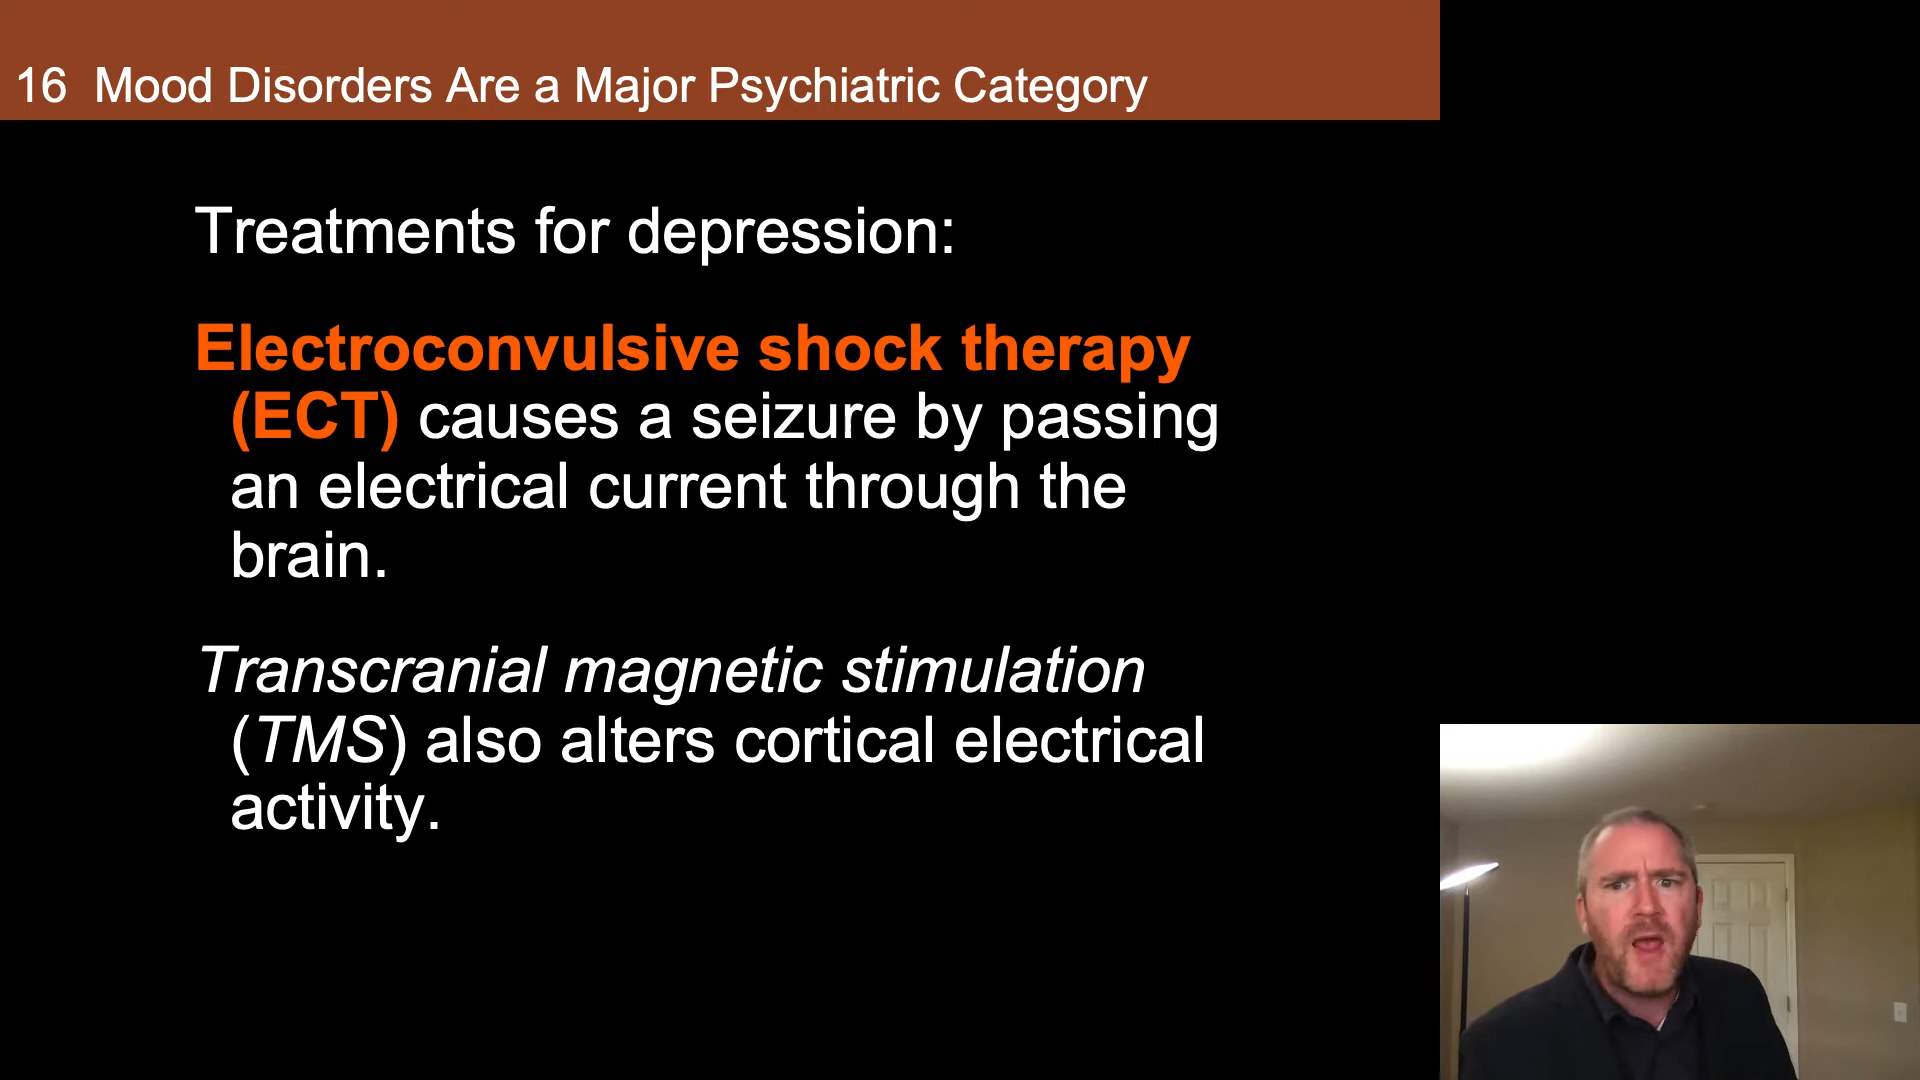 16 Mood Disorders Are a Major Psychiatric Category
Treatments for depression:
Electroconvulsive shock therapy
(ECT) causes a seizure by passing
an electrical current through the
brain.
Transcranial magnetic stimulation
(TMS) also alters cortical electrical
activity.